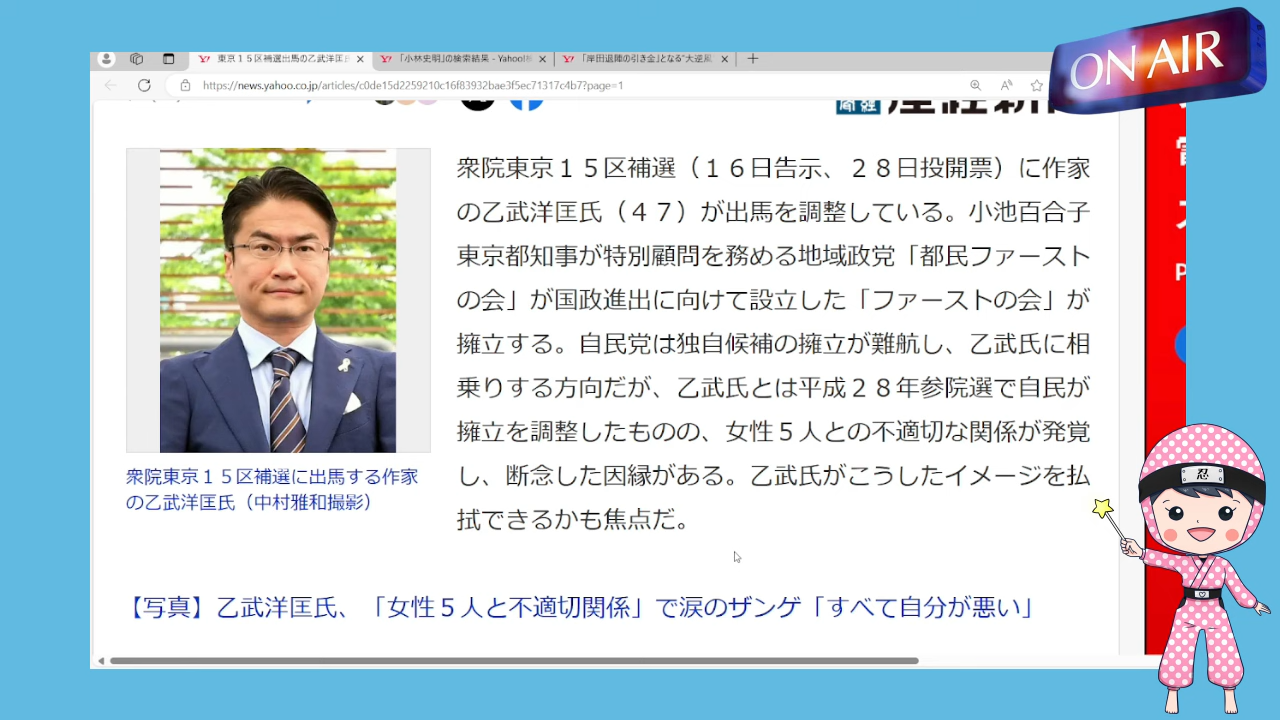 ON AIR
東京１５区補選出馬の乙武洋匡氏
「小林史明」の検索結果 - Yahoo!
「岸田退陣の引き金」となる"大逆風
https://news.yahoo.co.jp/articles/c0de15d2259210c16f83932bae3f5ec71317c4b7?page=1
産経新聞
衆院東京１５区補選（１６日告示、２８日投開票）に作家
の乙武洋匡氏（４７）が出馬を調整している。小池百合子
東京都知事が特別顧問を務める地域政党「都民ファースト
の会」が国政進出に向けて設立した「ファーストの会」が
擁立する。自民党は独自候補の擁立が難航し、乙武氏に相
乗りする方向だが、乙武氏とは平成２８年参院選で自民が
擁立を調整したものの、女性５人との不適切な関係が発覚
し、断念した因縁がある。乙武氏がこうしたイメージを払
拭できるかも焦点だ。
衆院東京１５区補選に出馬する作家
の乙武洋匡氏（中村雅和撮影）
【写真】乙武洋匡氏、「女性５人と不適切関係」で涙のザンゲ「すべて自分が悪い」
忍